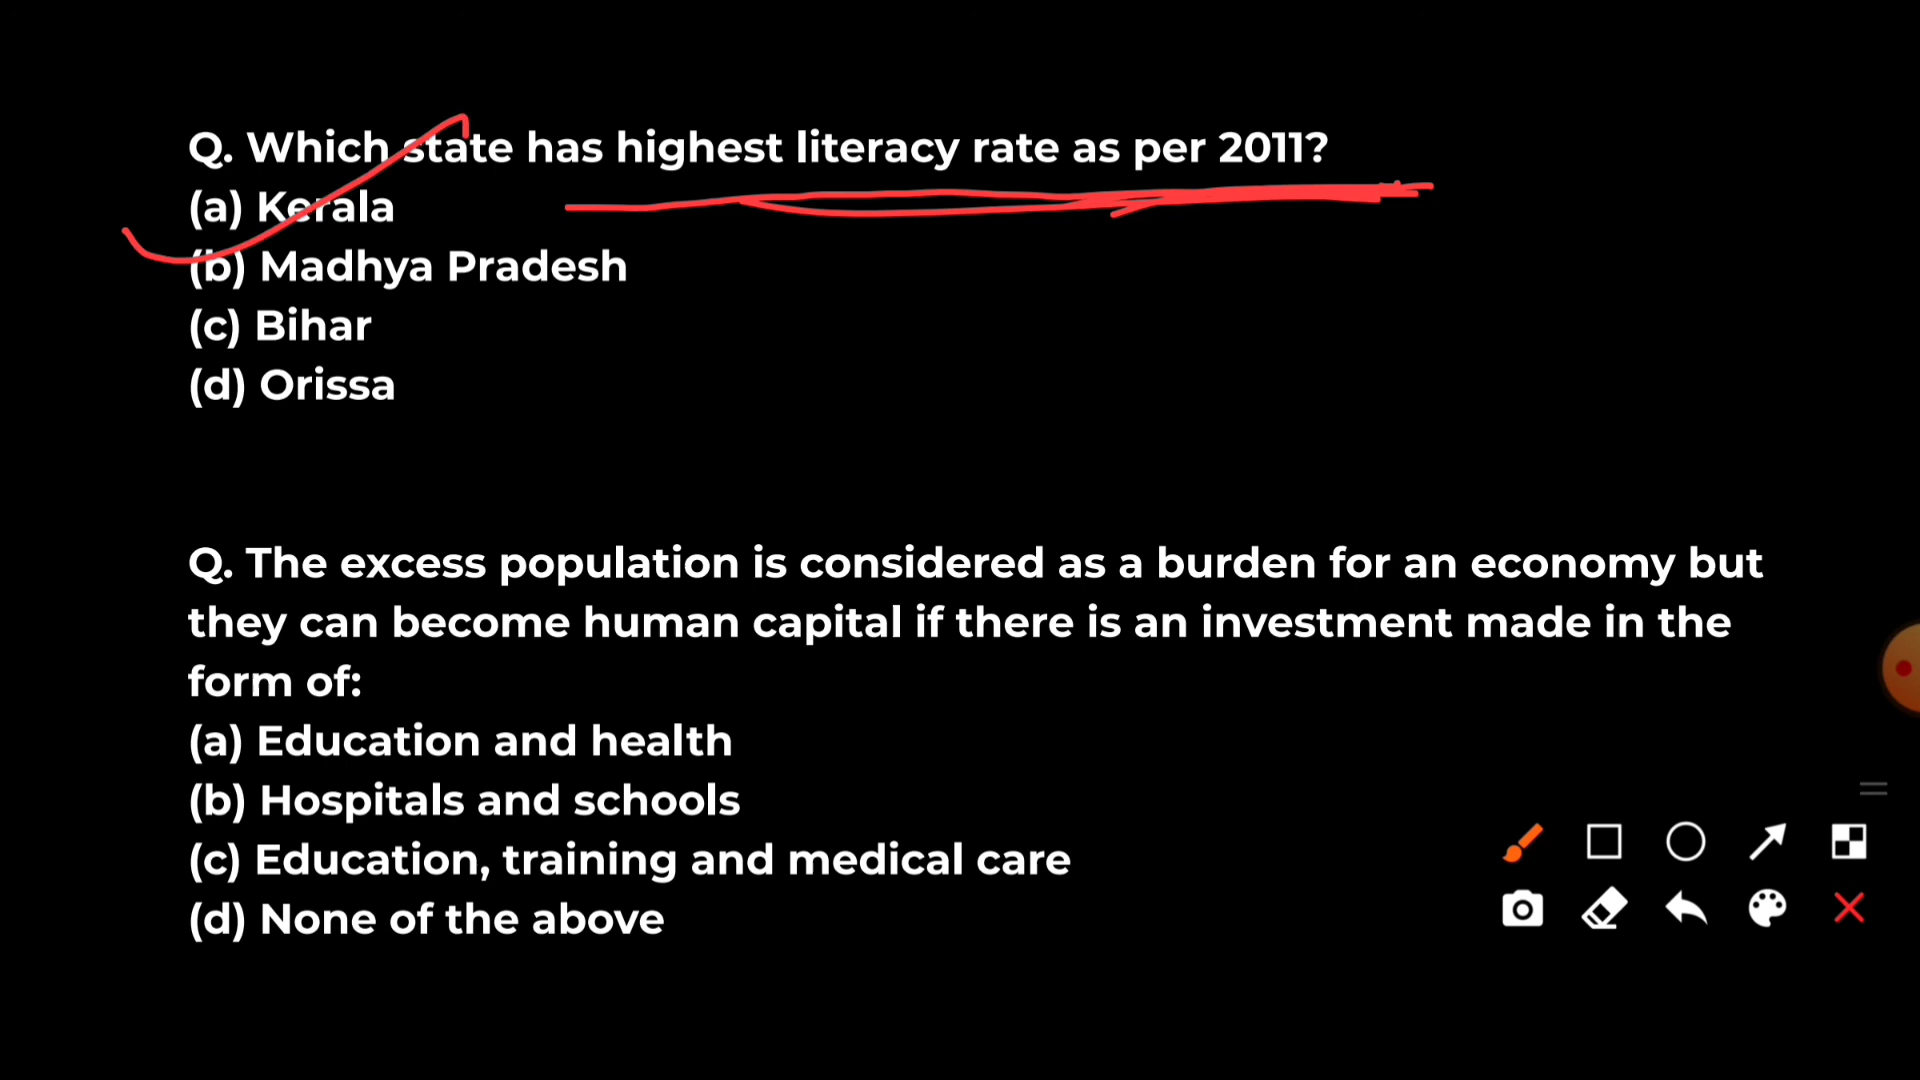 Q. Which state has highest literacy rate as per 2011?
(a) Kerala
(b) Madhya Pradesh
(c) Bihar
(d) Orissa
Q. The excess population is considered as a burden for an economy but
they can become human capital if there is an investment made in the
form of:
(a) Education and health
(b) Hospitals and schools
(c) Education, training and medical care
(d) None of the above